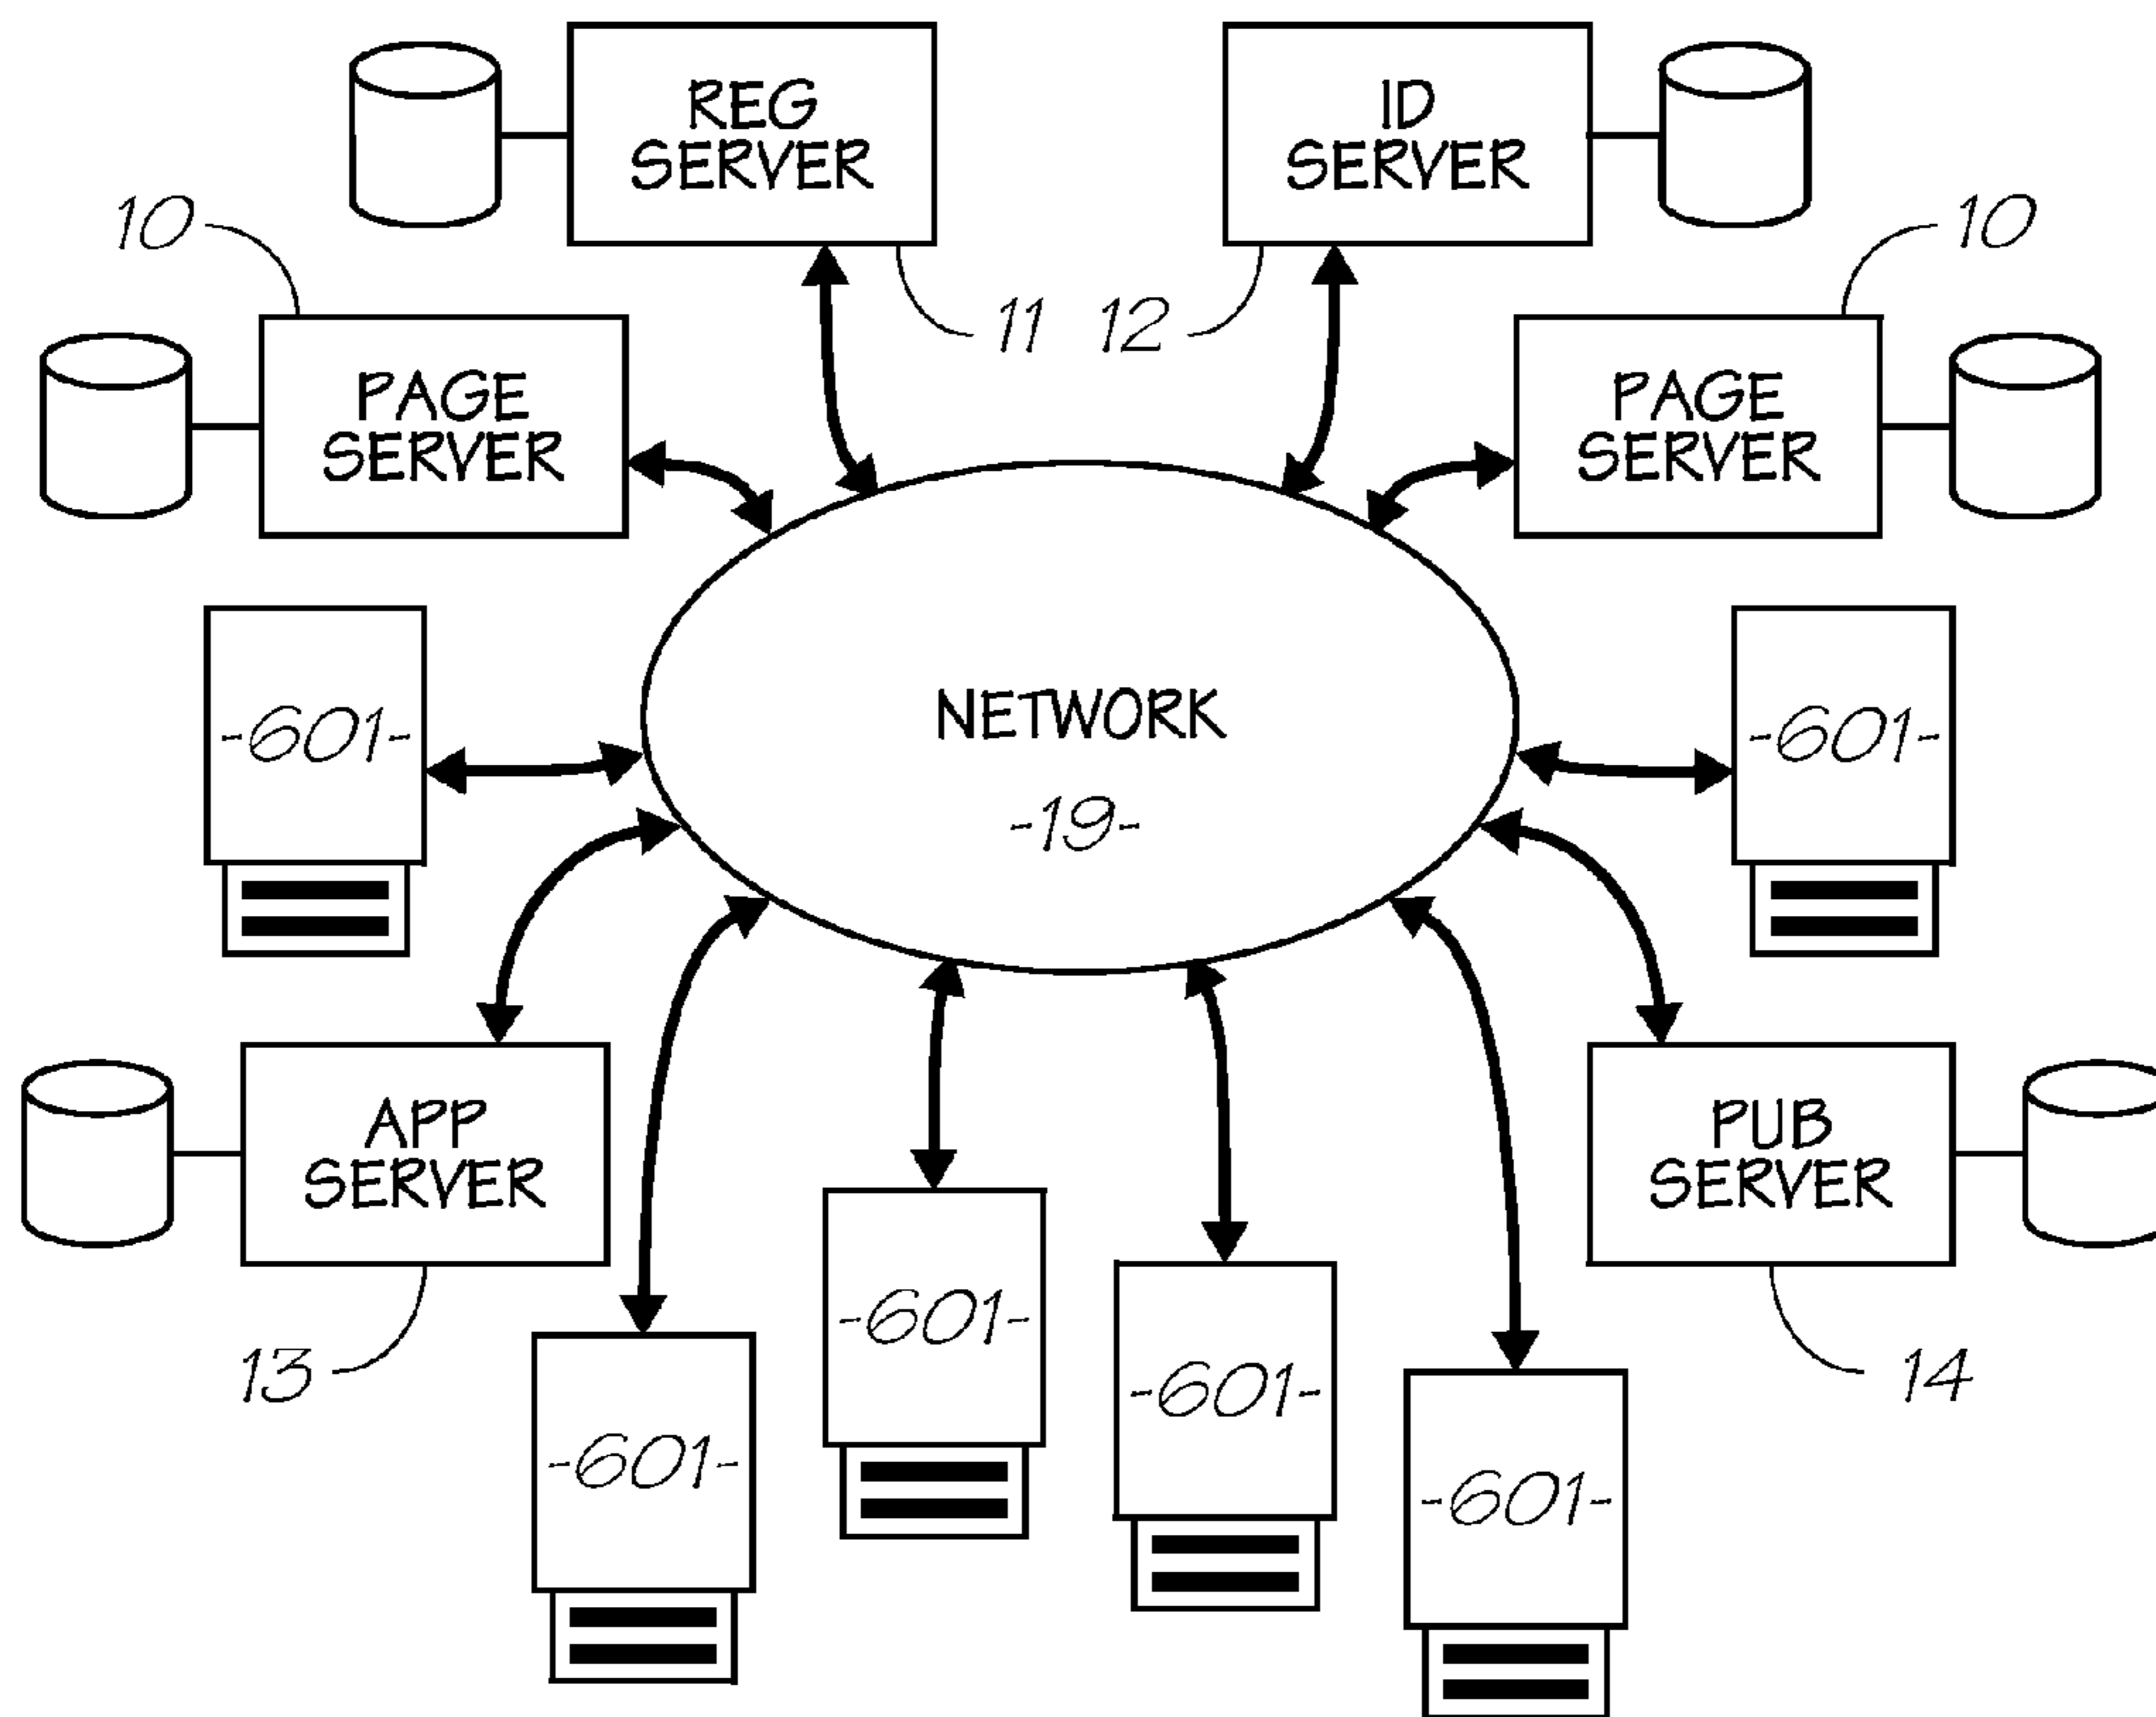 REG
SERVER
ID
SERVER
10
10
11
12
PAGE
SERVER
PAGE
SERVER
-601-
NETWORK
-19-
-601-
APP
SERVER
PUB
SERVER
13
14
-601-
-601-
-601-
-601-